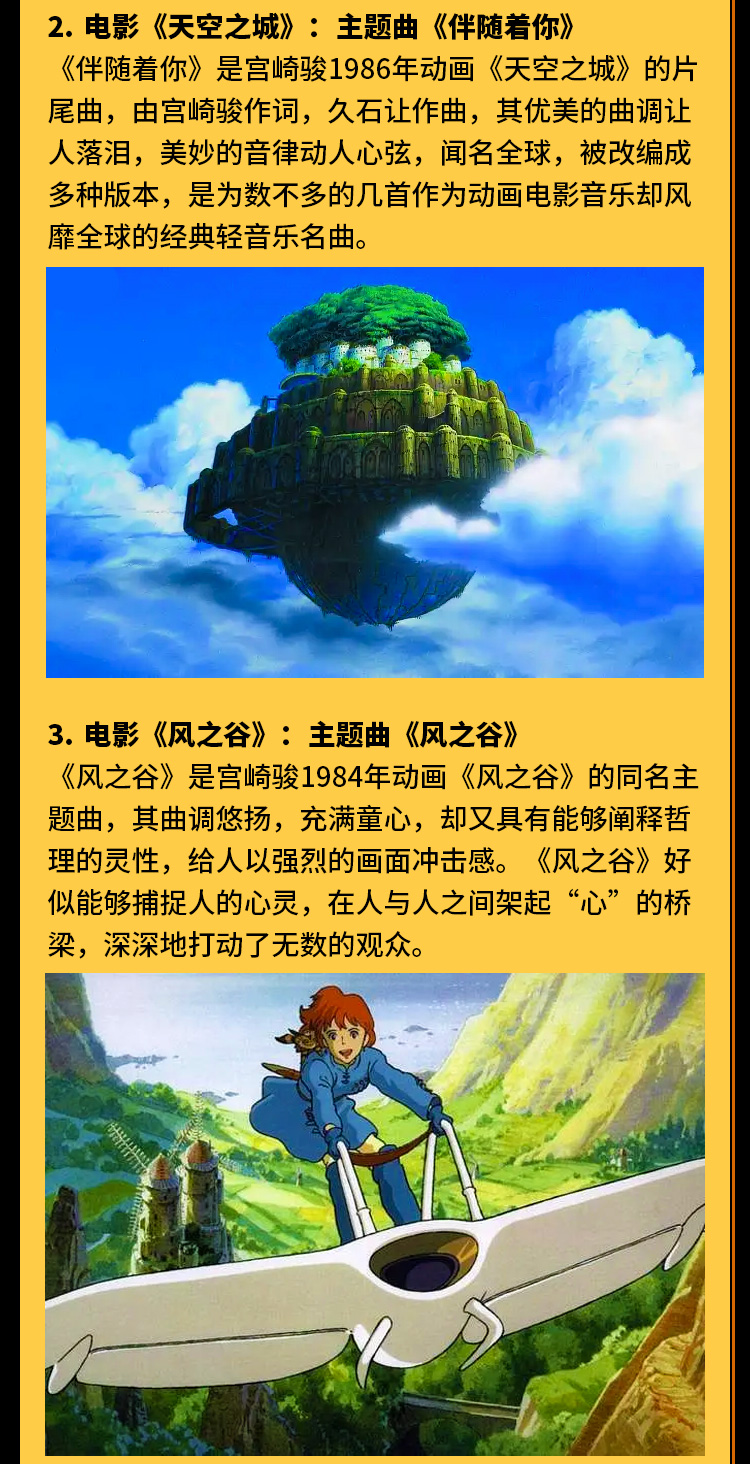 2. 电影《天空之城》：主题曲《伴随着你》
《伴随着你》是宫崎骏1986年动画《天空之城》的片
尾曲，由宫崎骏作词，久石让作曲，其优美的曲调让
人落泪，美妙的音律动人心弦，闻名全球，被改编成
多种版本，是为数不多的几首作为动画电影音乐却风
靡全球的经典轻音乐名曲。
3. 电影《风之谷》：主题曲《风之谷》
《风之谷》是宫崎骏1984年动画《风之谷》的同名主
题曲，其曲调悠扬，充满童心，却又具有能够阐释哲
理的灵性，给人以强烈的画面冲击感。《风之谷》好
似能够捕捉人的心灵，在人与人之间架起“心”的桥
梁，深深地打动了无数的观众。